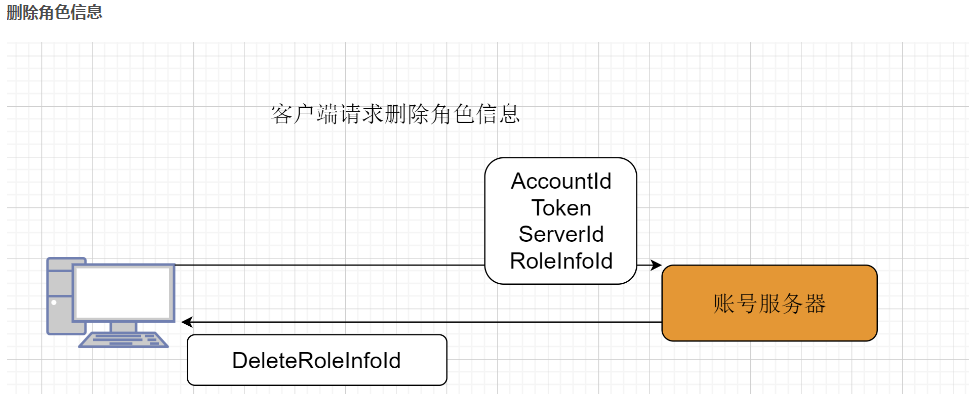 删除角色信息
客户端请求删除角色信息
AccountId
Token
ServerId
RoleInfoId
账号服务器
DeleteRoleInfoId